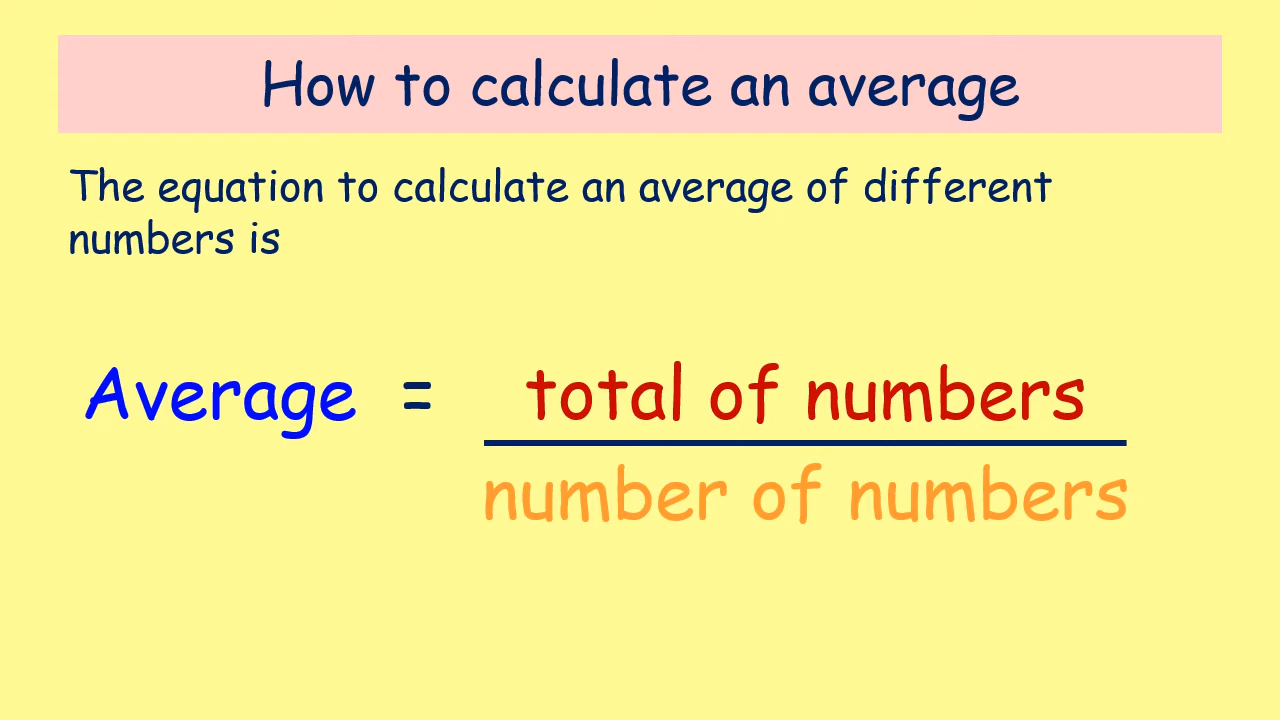 How to calculate an average
The equation to calculate an average of different
numbers is
Average = total of numbers
number of numbers